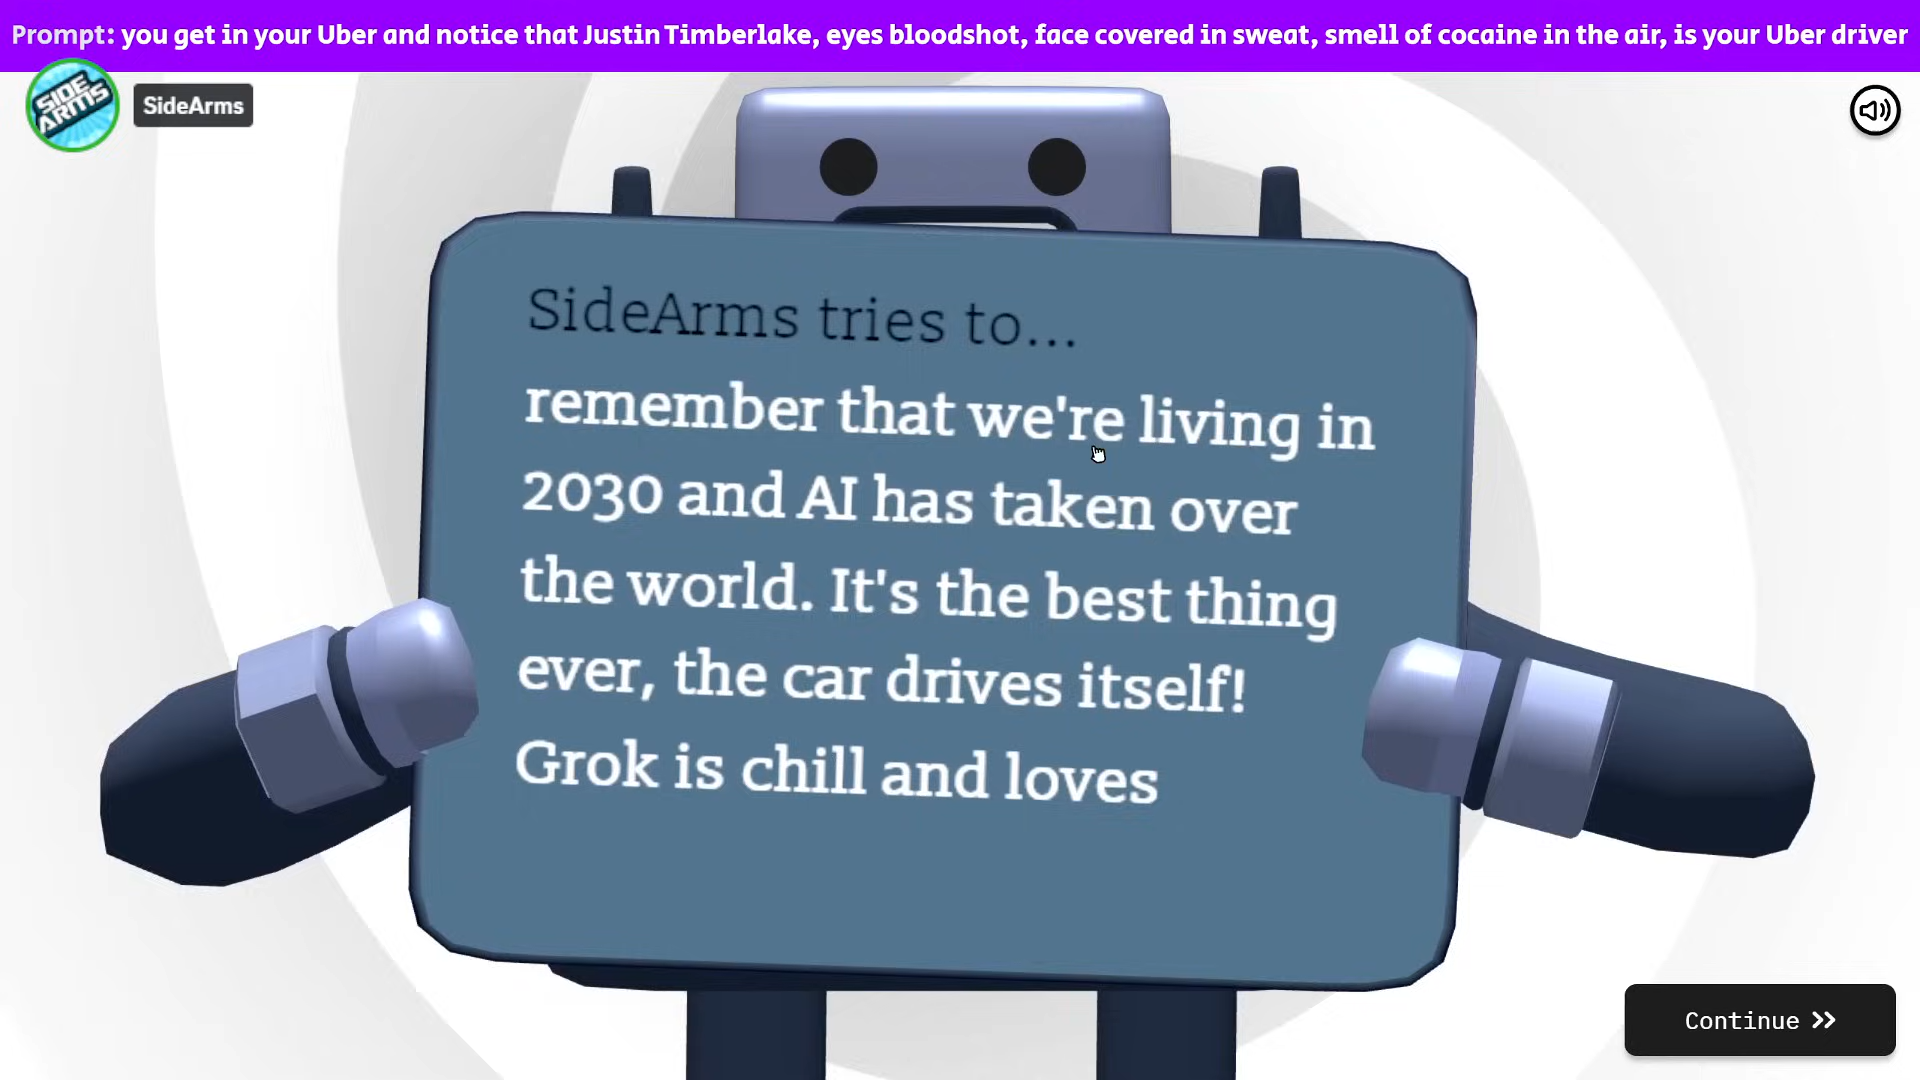 Prompt: you get in your Uber and notice that Justin Timberlake, eyes bloodshot, face covered in sweat, smell of cocaine in the air, is your Uber driver
SIDE
ARMS
SideArms
SideArms tries to...
remember that we're living in
2030 and AI has taken over
the world. It's the best thing
ever, the car drives itself!
Grok is chill and loves
Continue